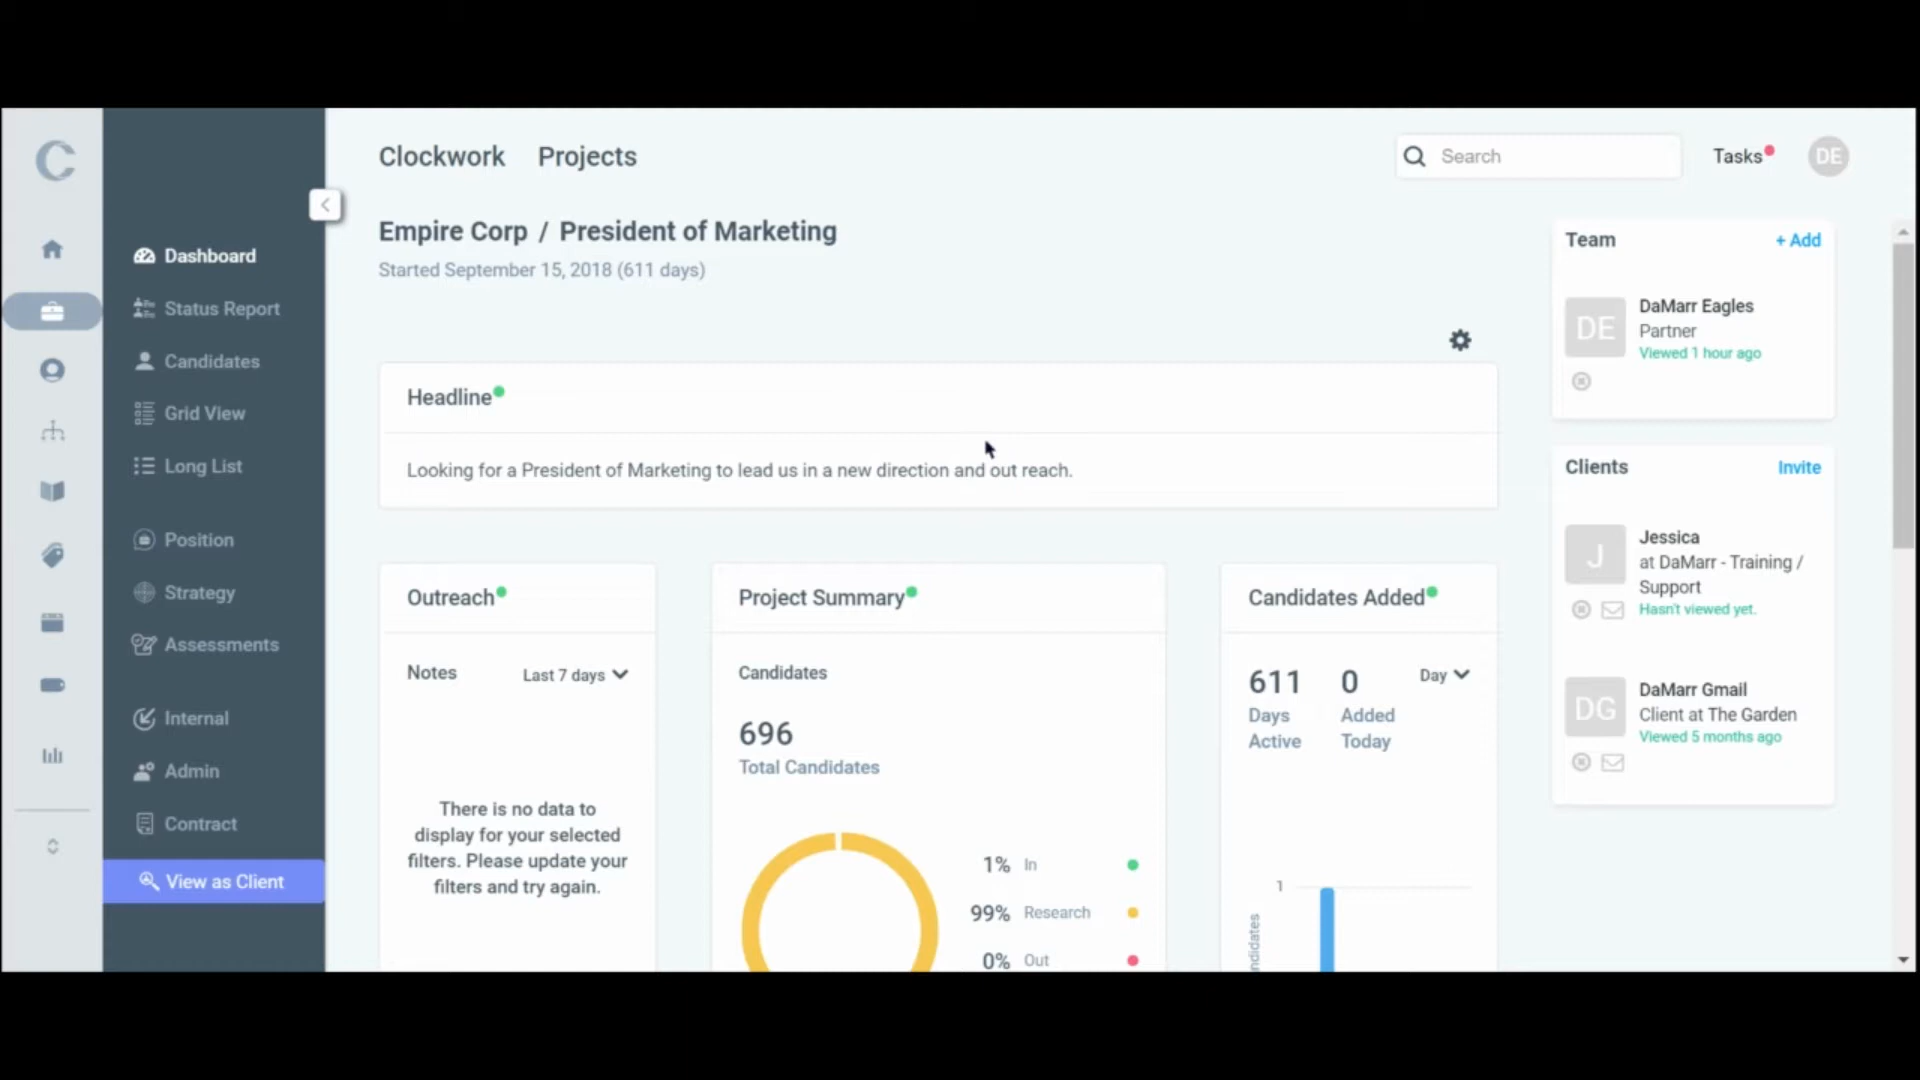 C
Dashboard
Status Report
Candidates
Grid View
Long List
Position
Strategy
Assessments
Internal
Admin
Contract
View as Client
Clockwork Projects
Search
Tasks
DE
Empire Corp / President of Marketing
Started September 15, 2018 (611 days)
Headline
Looking for a President of Marketing to lead us in a new direction and out reach.
Outreach
Notes
Last 7 days
There is no data to
display for your selected
filters. Please update your
filters and try again.
Project Summary
Candidates
696
Total Candidates
1% In
99% Research
0% Out
Candidates Added
611
Days
Active
0
Added
Today
Day
1
Team
+ Add
DE
DaMarr Eagles
Partner
Viewed 1 hour ago
Clients
Invite
J
Jessica
at DaMarr - Training /
Support
Hasn't viewed yet.
DG
DaMarr Gmail
Client at The Garden
Viewed 5 months ago